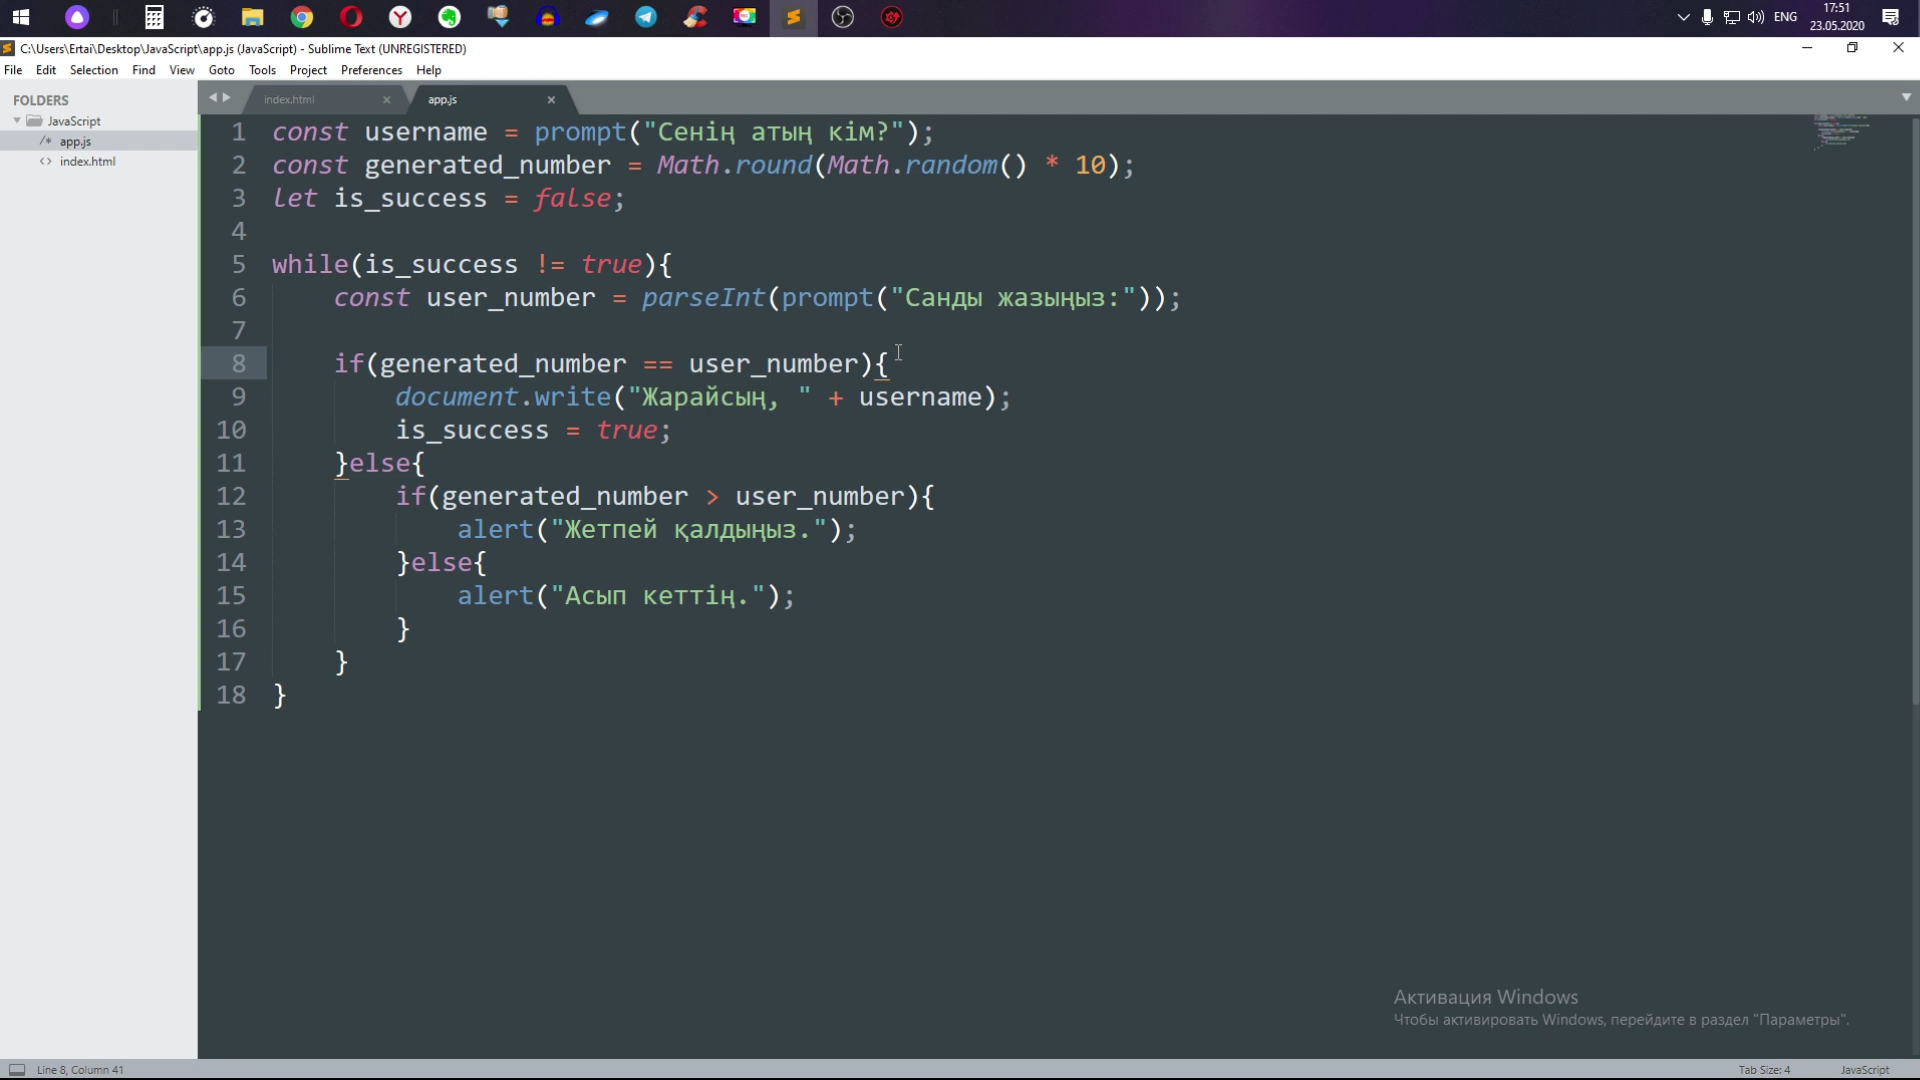 ENG
17:51
23.05.2020
C:\Users\Ertai\Desktop\JavaScript\app.js (JavaScript) - Sublime Text (UNREGISTERED)
File Edit Selection Find View Goto Tools Project Preferences Help
FOLDERS
JavaScript
/* app.js
<> index.html
index.html × app.js ×
1 const username = prompt("Сенің атың кім?");
2 const generated_number = Math.round(Math.random() * 10);
3 let is_success = false;
4
5 while(is_success != true){
6 const user_number = parseInt(prompt("Санды жазыңыз:"));
7
8 if(generated_number == user_number){
9 document.write("Жарайсың, " + username);
10 is_success = true;
11 }else{
12 if(generated_number > user_number){
13 alert("Жетпей қалдыңыз.");
14 }else{
15 alert("Асып кеттің.");
16 }
17 }
18 }
Активация Windows
Чтобы активировать Windows, перейдите в раздел "Параметры".
Line 8, Column 41 Tab Size: 4 JavaScript